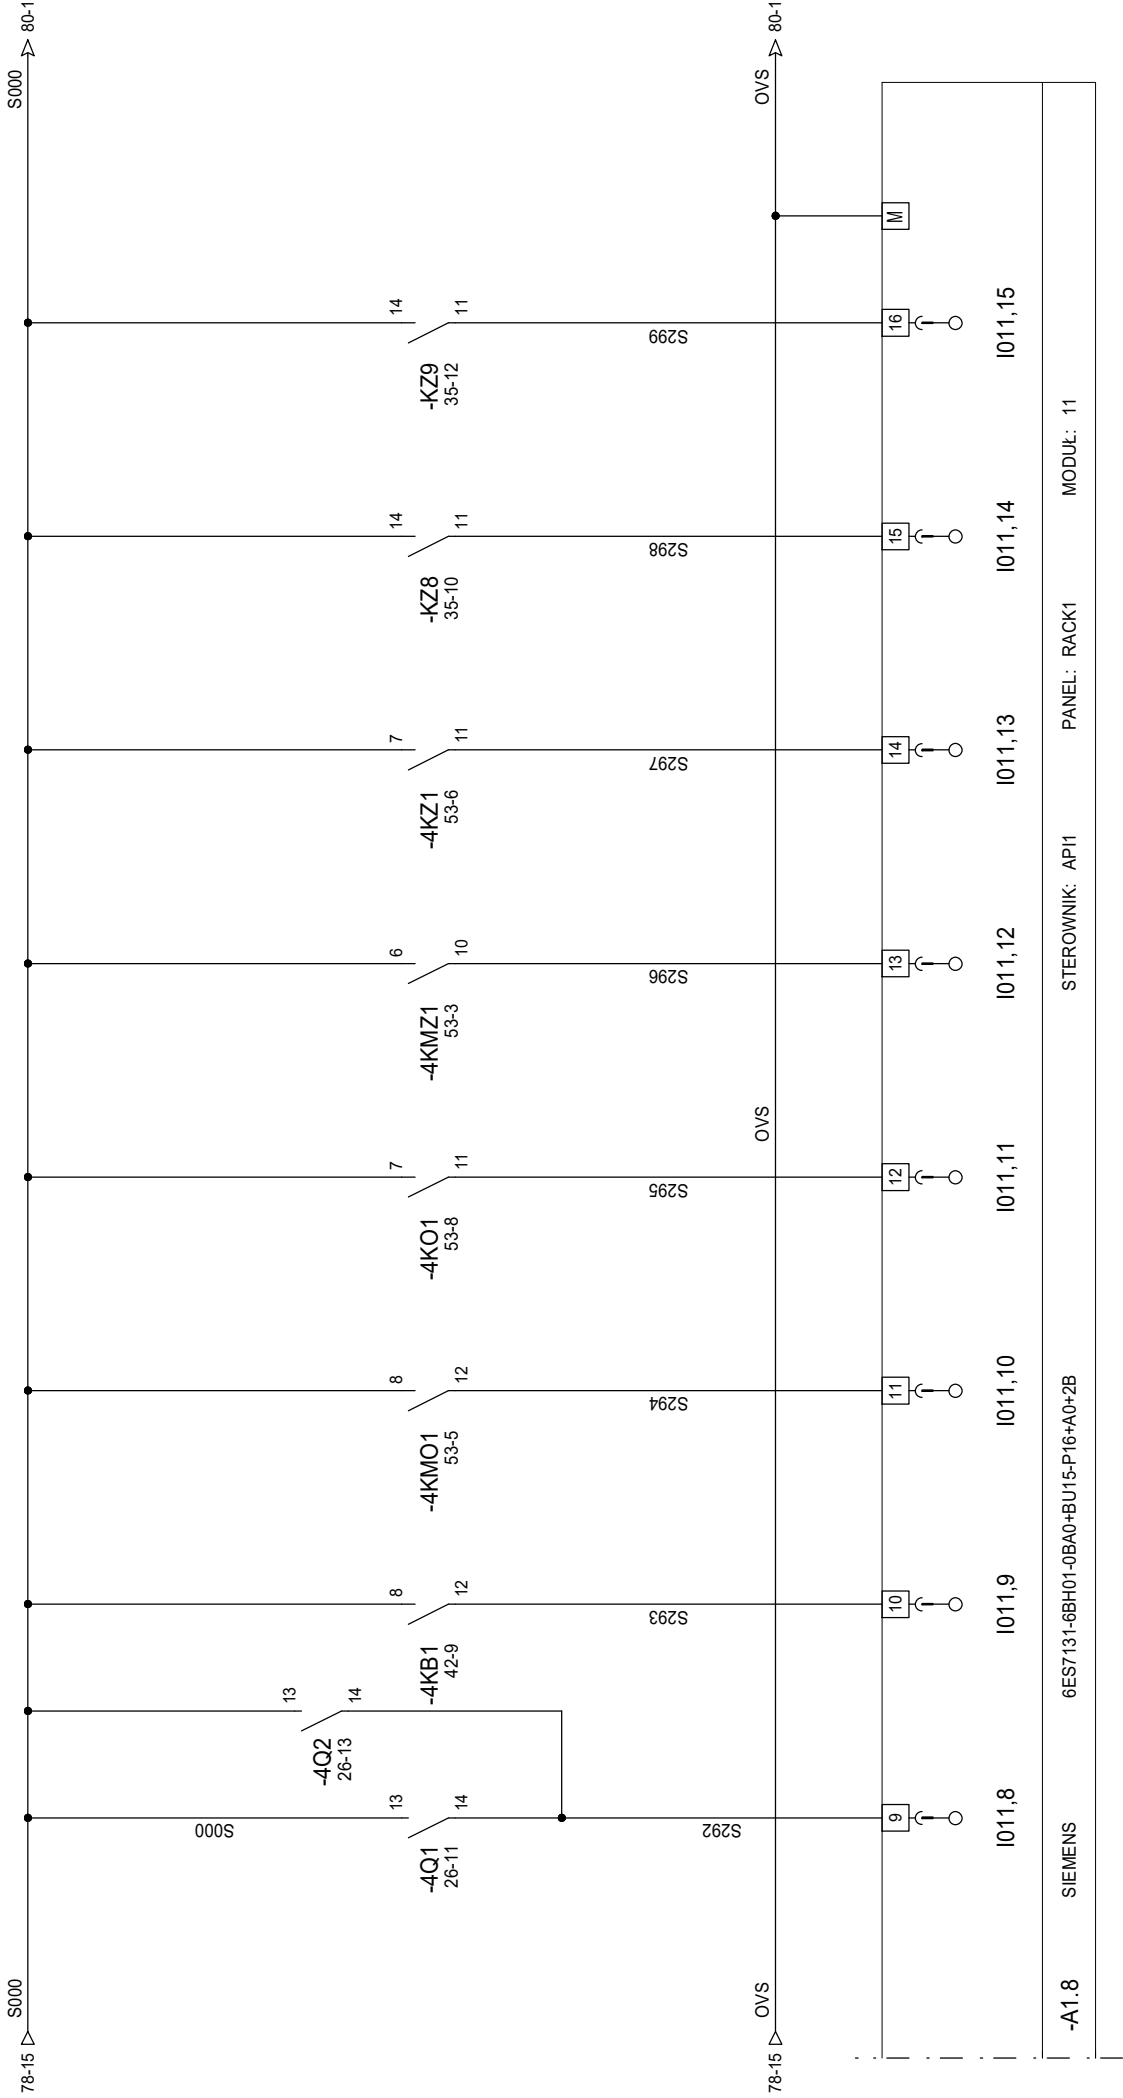 78-15
S000
S000
80-1
-4Q1
26-11
13
14
S000
S292
-4Q2
26-13
13
14
-4KB1
42-9
8
12
S293
-4KMO1
53-5
8
12
S294
-4KO1
53-8
7
11
S295
-4KMZ1
53-3
6
10
S296
-4KZ1
53-6
7
11
S297
-KZ8
35-10
14
11
S298
-KZ9
35-12
14
11
S299
78-15
OVS
OVS
OVS
80-1
9
10
11
12
13
14
15
16
M
I011,8
I011,9
I011,10
I011,11
I011,12
I011,13
I011,14
I011,15
-A1.8
SIEMENS
6ES7131-6BH01-0BA0+BU15-P16+A0+2B
STEROWNIK: API1
PANEL: RACK1
MODUŁ: 11